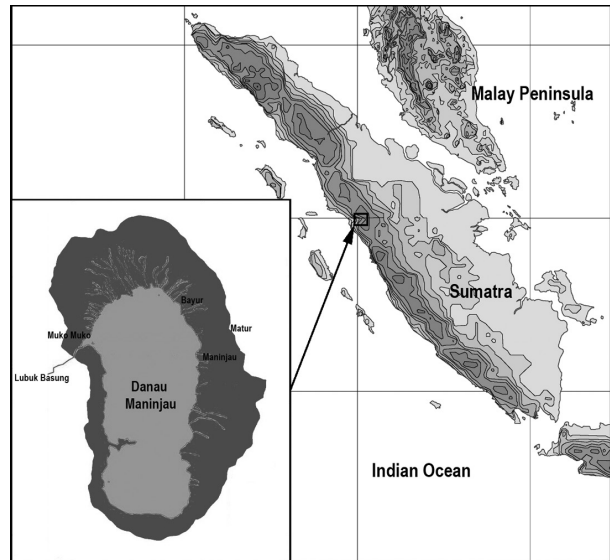 Malay Peninsula
Sumatra
Indian Ocean
Bayur
Matur
Muko Muko
Maninjau
Lubuk Basung
Danau
Maninjau